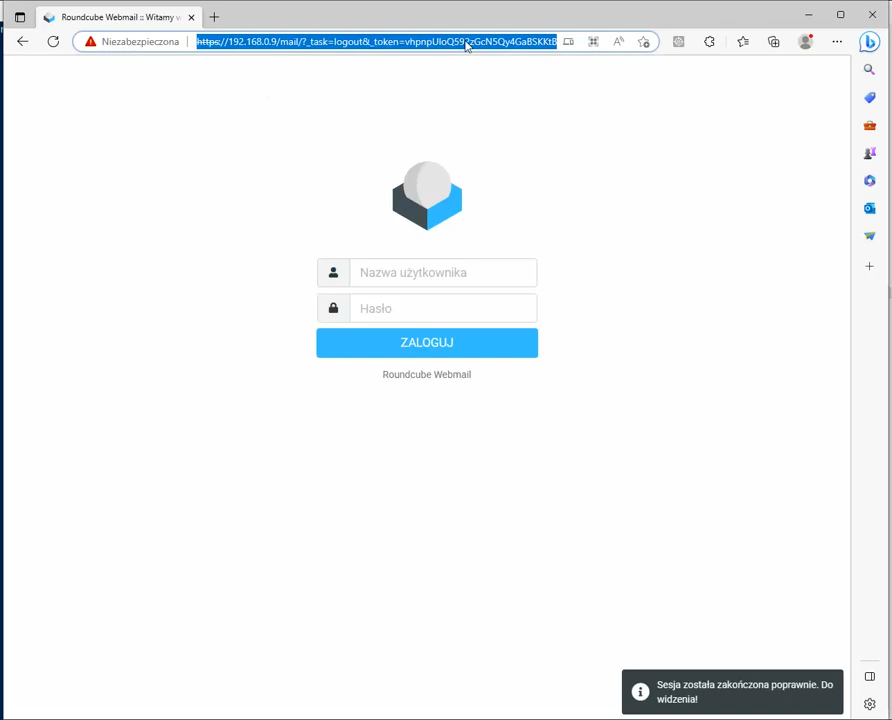 Roundcube Webmail :: Witamy w
Niezabezpieczona
https://192.168.0.9/mail/?_task=logout&_token=vhpnpUIoQ592zGcN5Qy4GaBSKKtB
Nazwa użytkownika
Hasło
ZALOGUJ
Roundcube Webmail
Sesja została zakończona poprawnie. Do
widzenia!